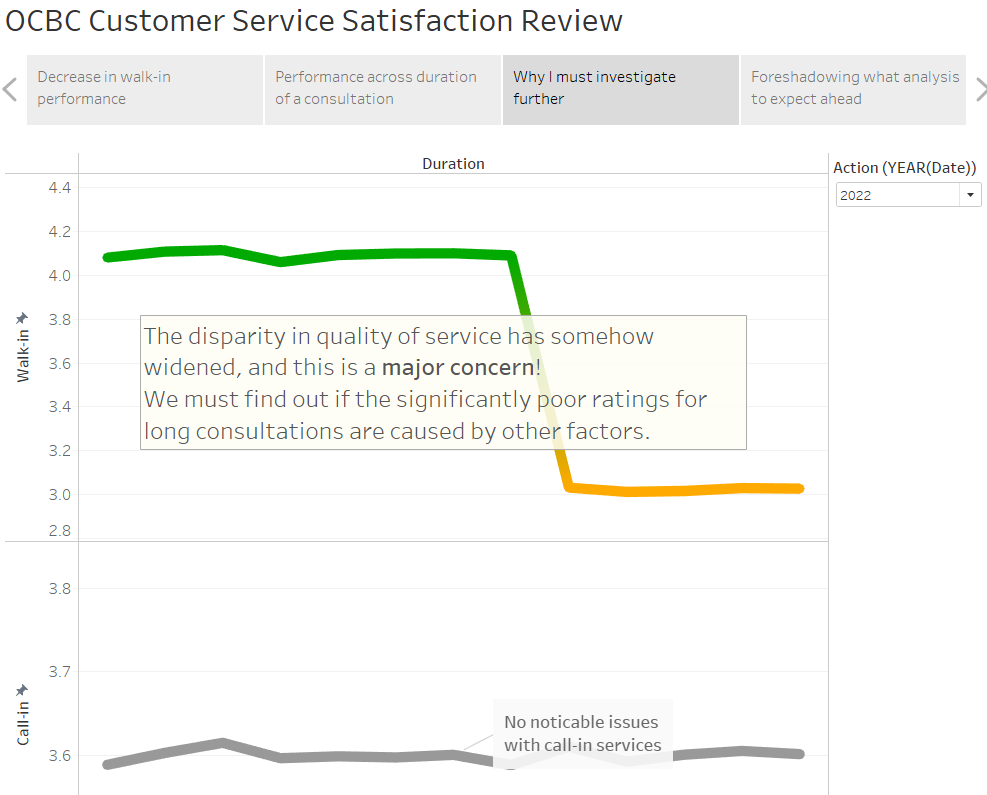 OCBC Customer Service Satisfaction Review
Decrease in walk-in
performance
Performance across duration
of a consultation
Why I must investigate
further
Foreshadowing what analysis
to expect ahead
Duration
Action (YEAR(Date))
2022
Walk-in
4.4
4.2
4.0
3.8
3.6
3.4
3.2
3.0
2.8
The disparity in quality of service has somehow
widened, and this is a major concern!
We must find out if the significantly poor ratings for
long consultations are caused by other factors.
Call-in
3.8
3.7
3.6
No noticable issues
with call-in services